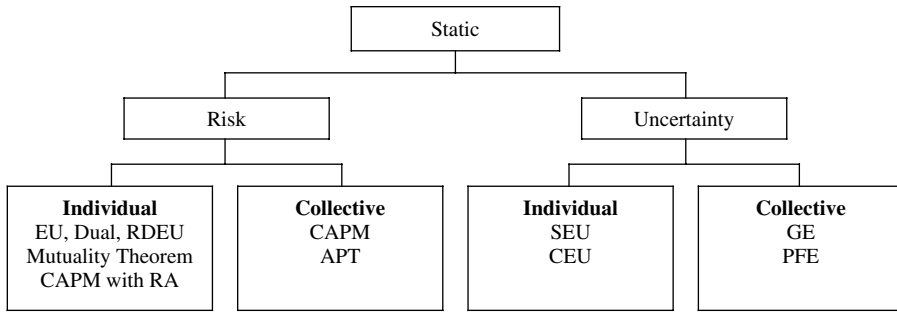 Static
Risk
Uncertainty
Individual
EU, Dual, RDEU
Mutuality Theorem
CAPM with RA
Collective
CAPM
APT
Individual
SEU
CEU
Collective
GE
PFE